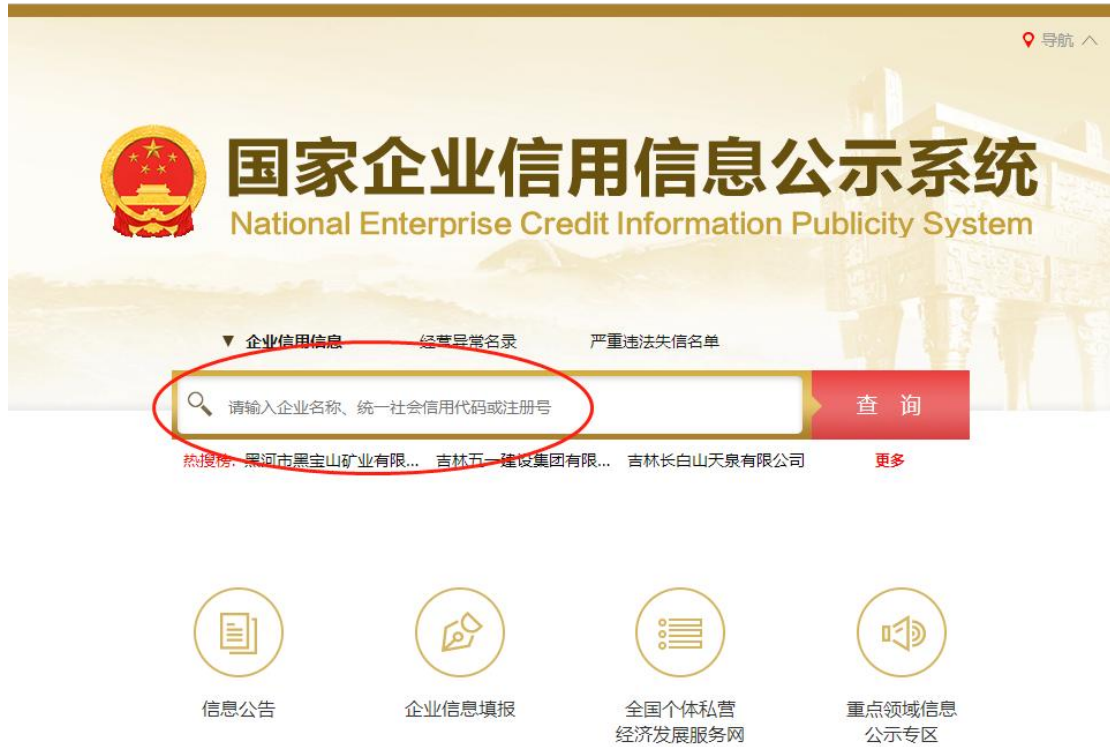 导航
国家企业信用信息公示系统
National Enterprise Credit Information Publicity System
企业信用信息 经营异常名录 严重违法失信名单
请输入企业名称、统一社会信用代码或注册号 查 询
热搜榜: 黑河市黑宝山矿业有限... 吉林五一建设集团有限... 吉林长白山天泉有限公司 更多
信息公告 企业信息填报 全国个体私营 重点领域信息
经济发展服务网 公示专区